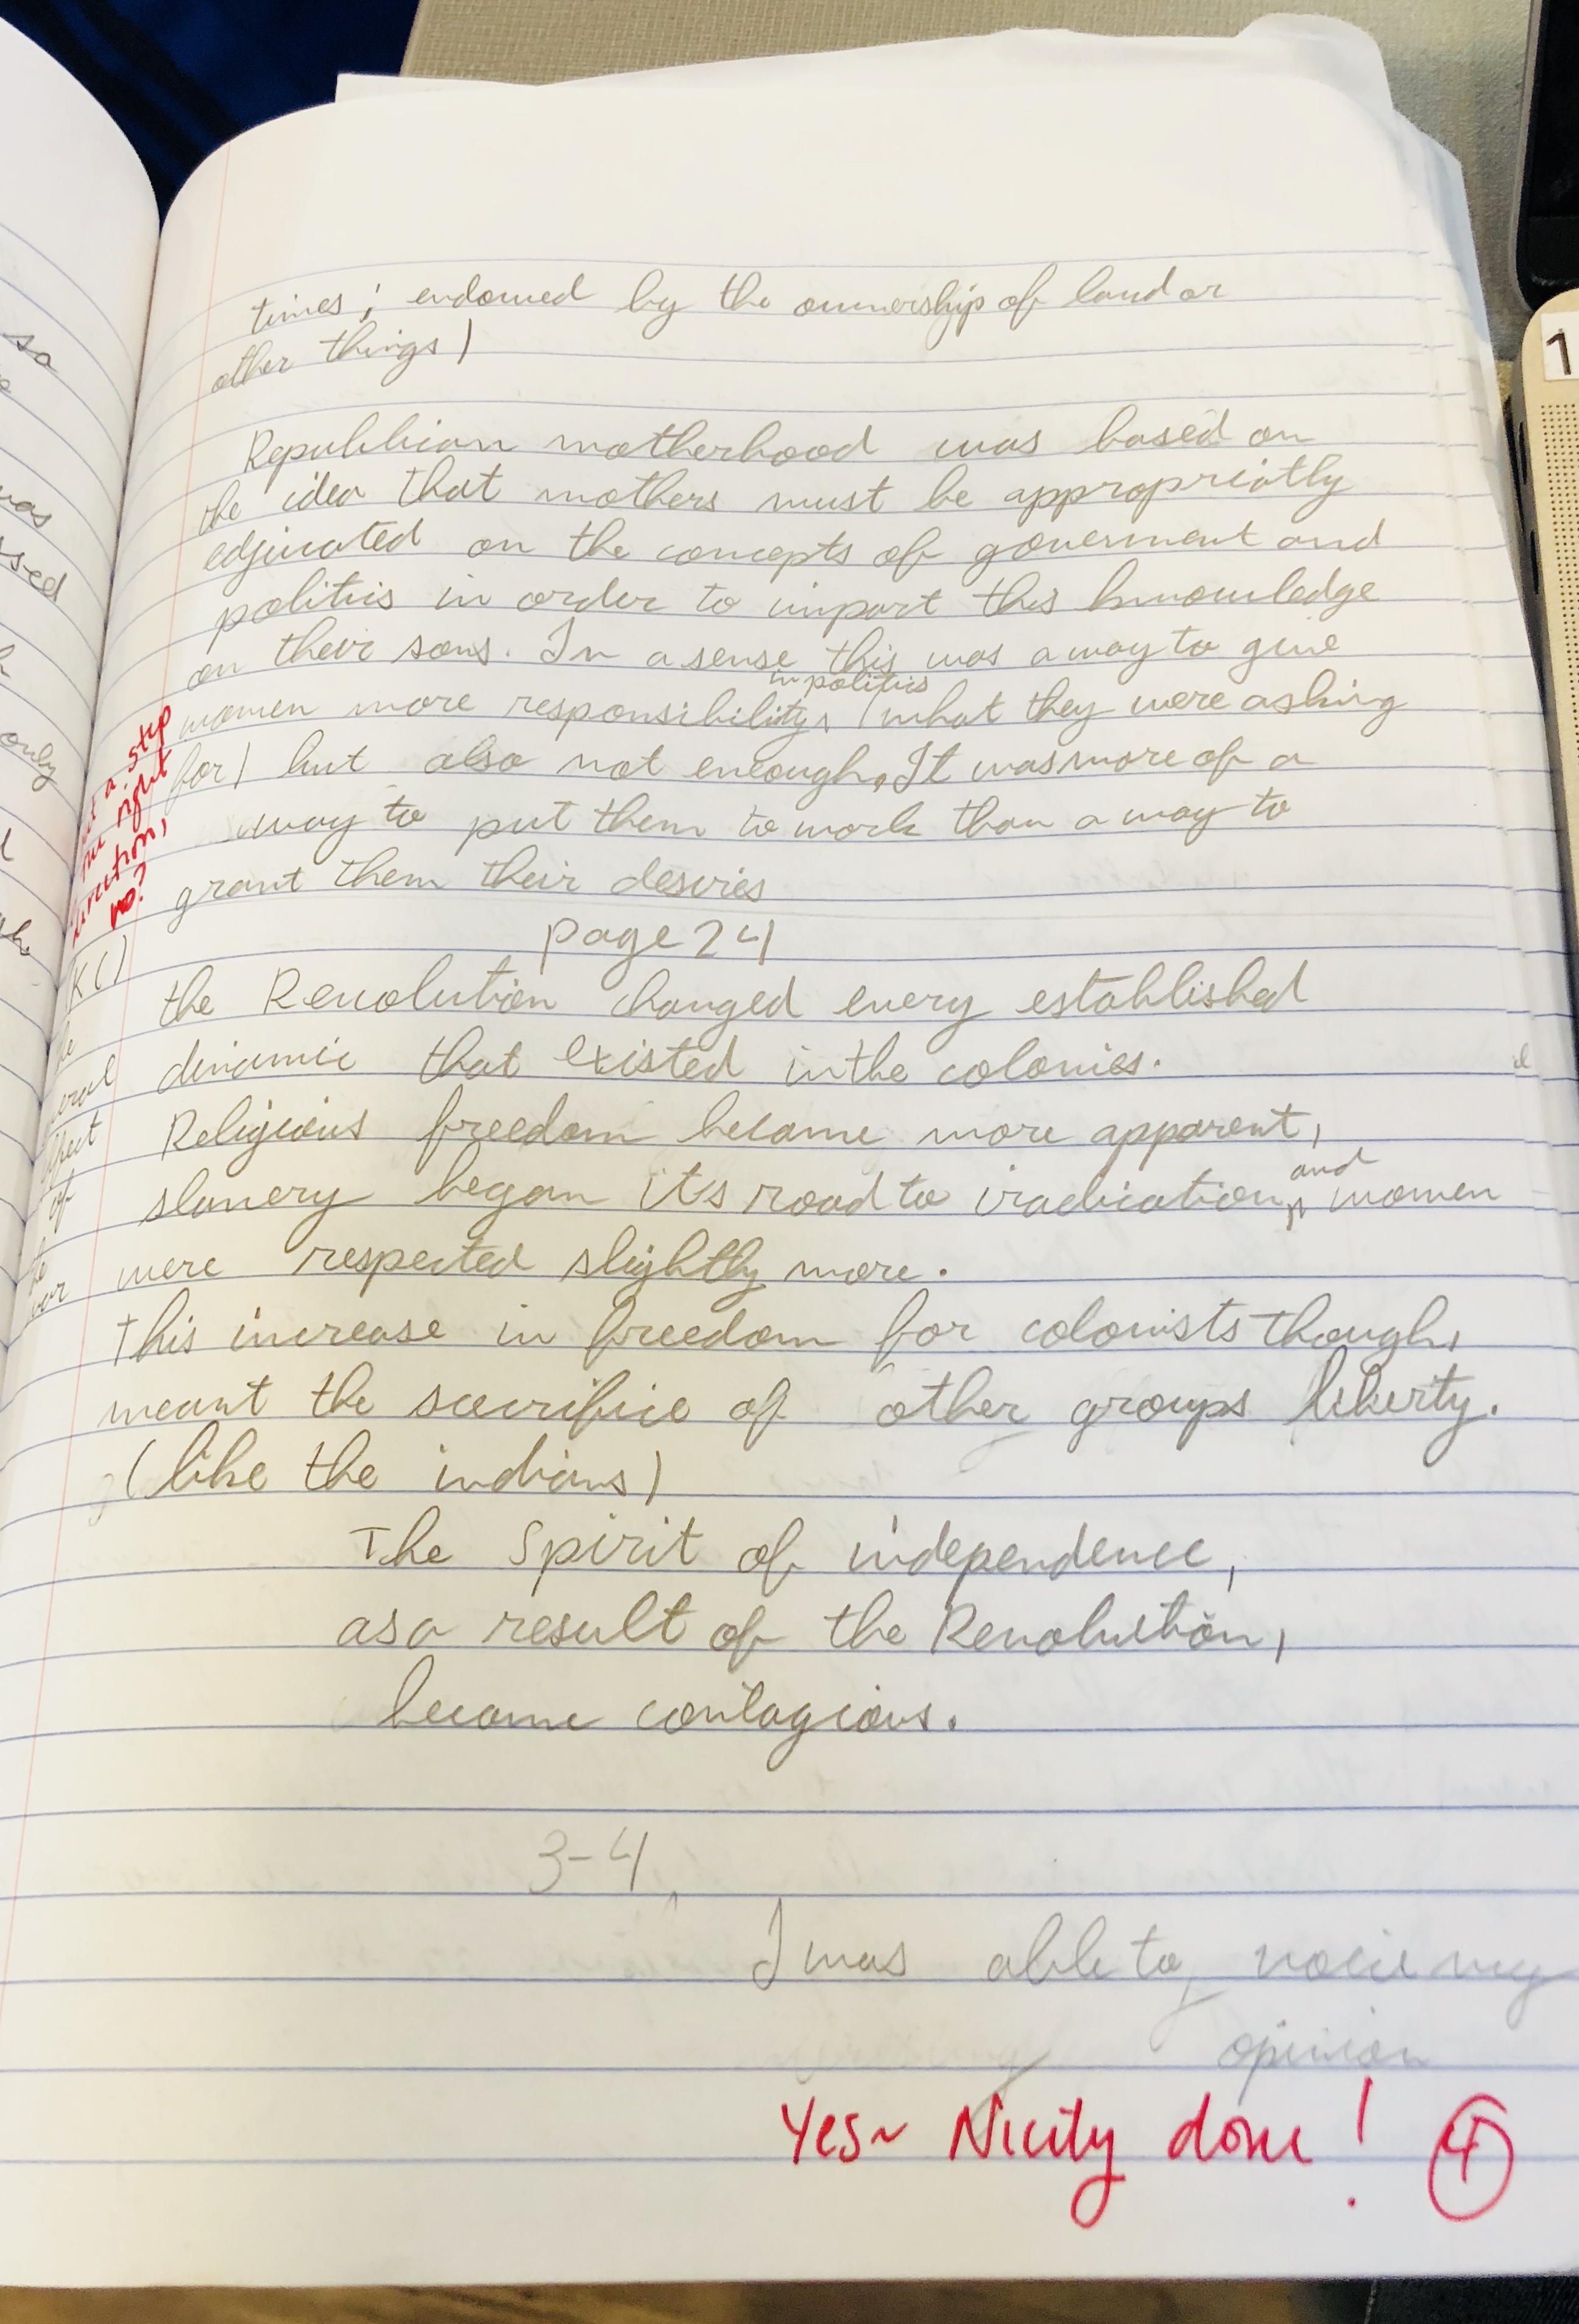 times; endowed by the ownership of land or
other things)
Republican motherhood was based on
the idea that mothers must be appropriatly
edjucated on the concepts of goverment and
politics in order to impart this knowledge
on their sons. In a sense this was a way to give
in politics
women more responsibility, (what they were asking
for) but also not enough. It was more of a
way to put them to work than a way to
grant them their desires
a step
right
no?
page 24
K()
the Revolution changed every established
dinamic that existed in the colonies.
Religious freedom became more apparent,
and
slavery began its road to iradication, women
of
were respected slightly more.
This increase in freedom for colonists though,
meant the sacrifice of other groups liberty.
(like the indians)
The Spirit of independence,
as a result of the Revolution,
became contagious.
3-4
I was able to voice my
opinion
Yes~ Nicely done! 4
so
was
ssed
only
1